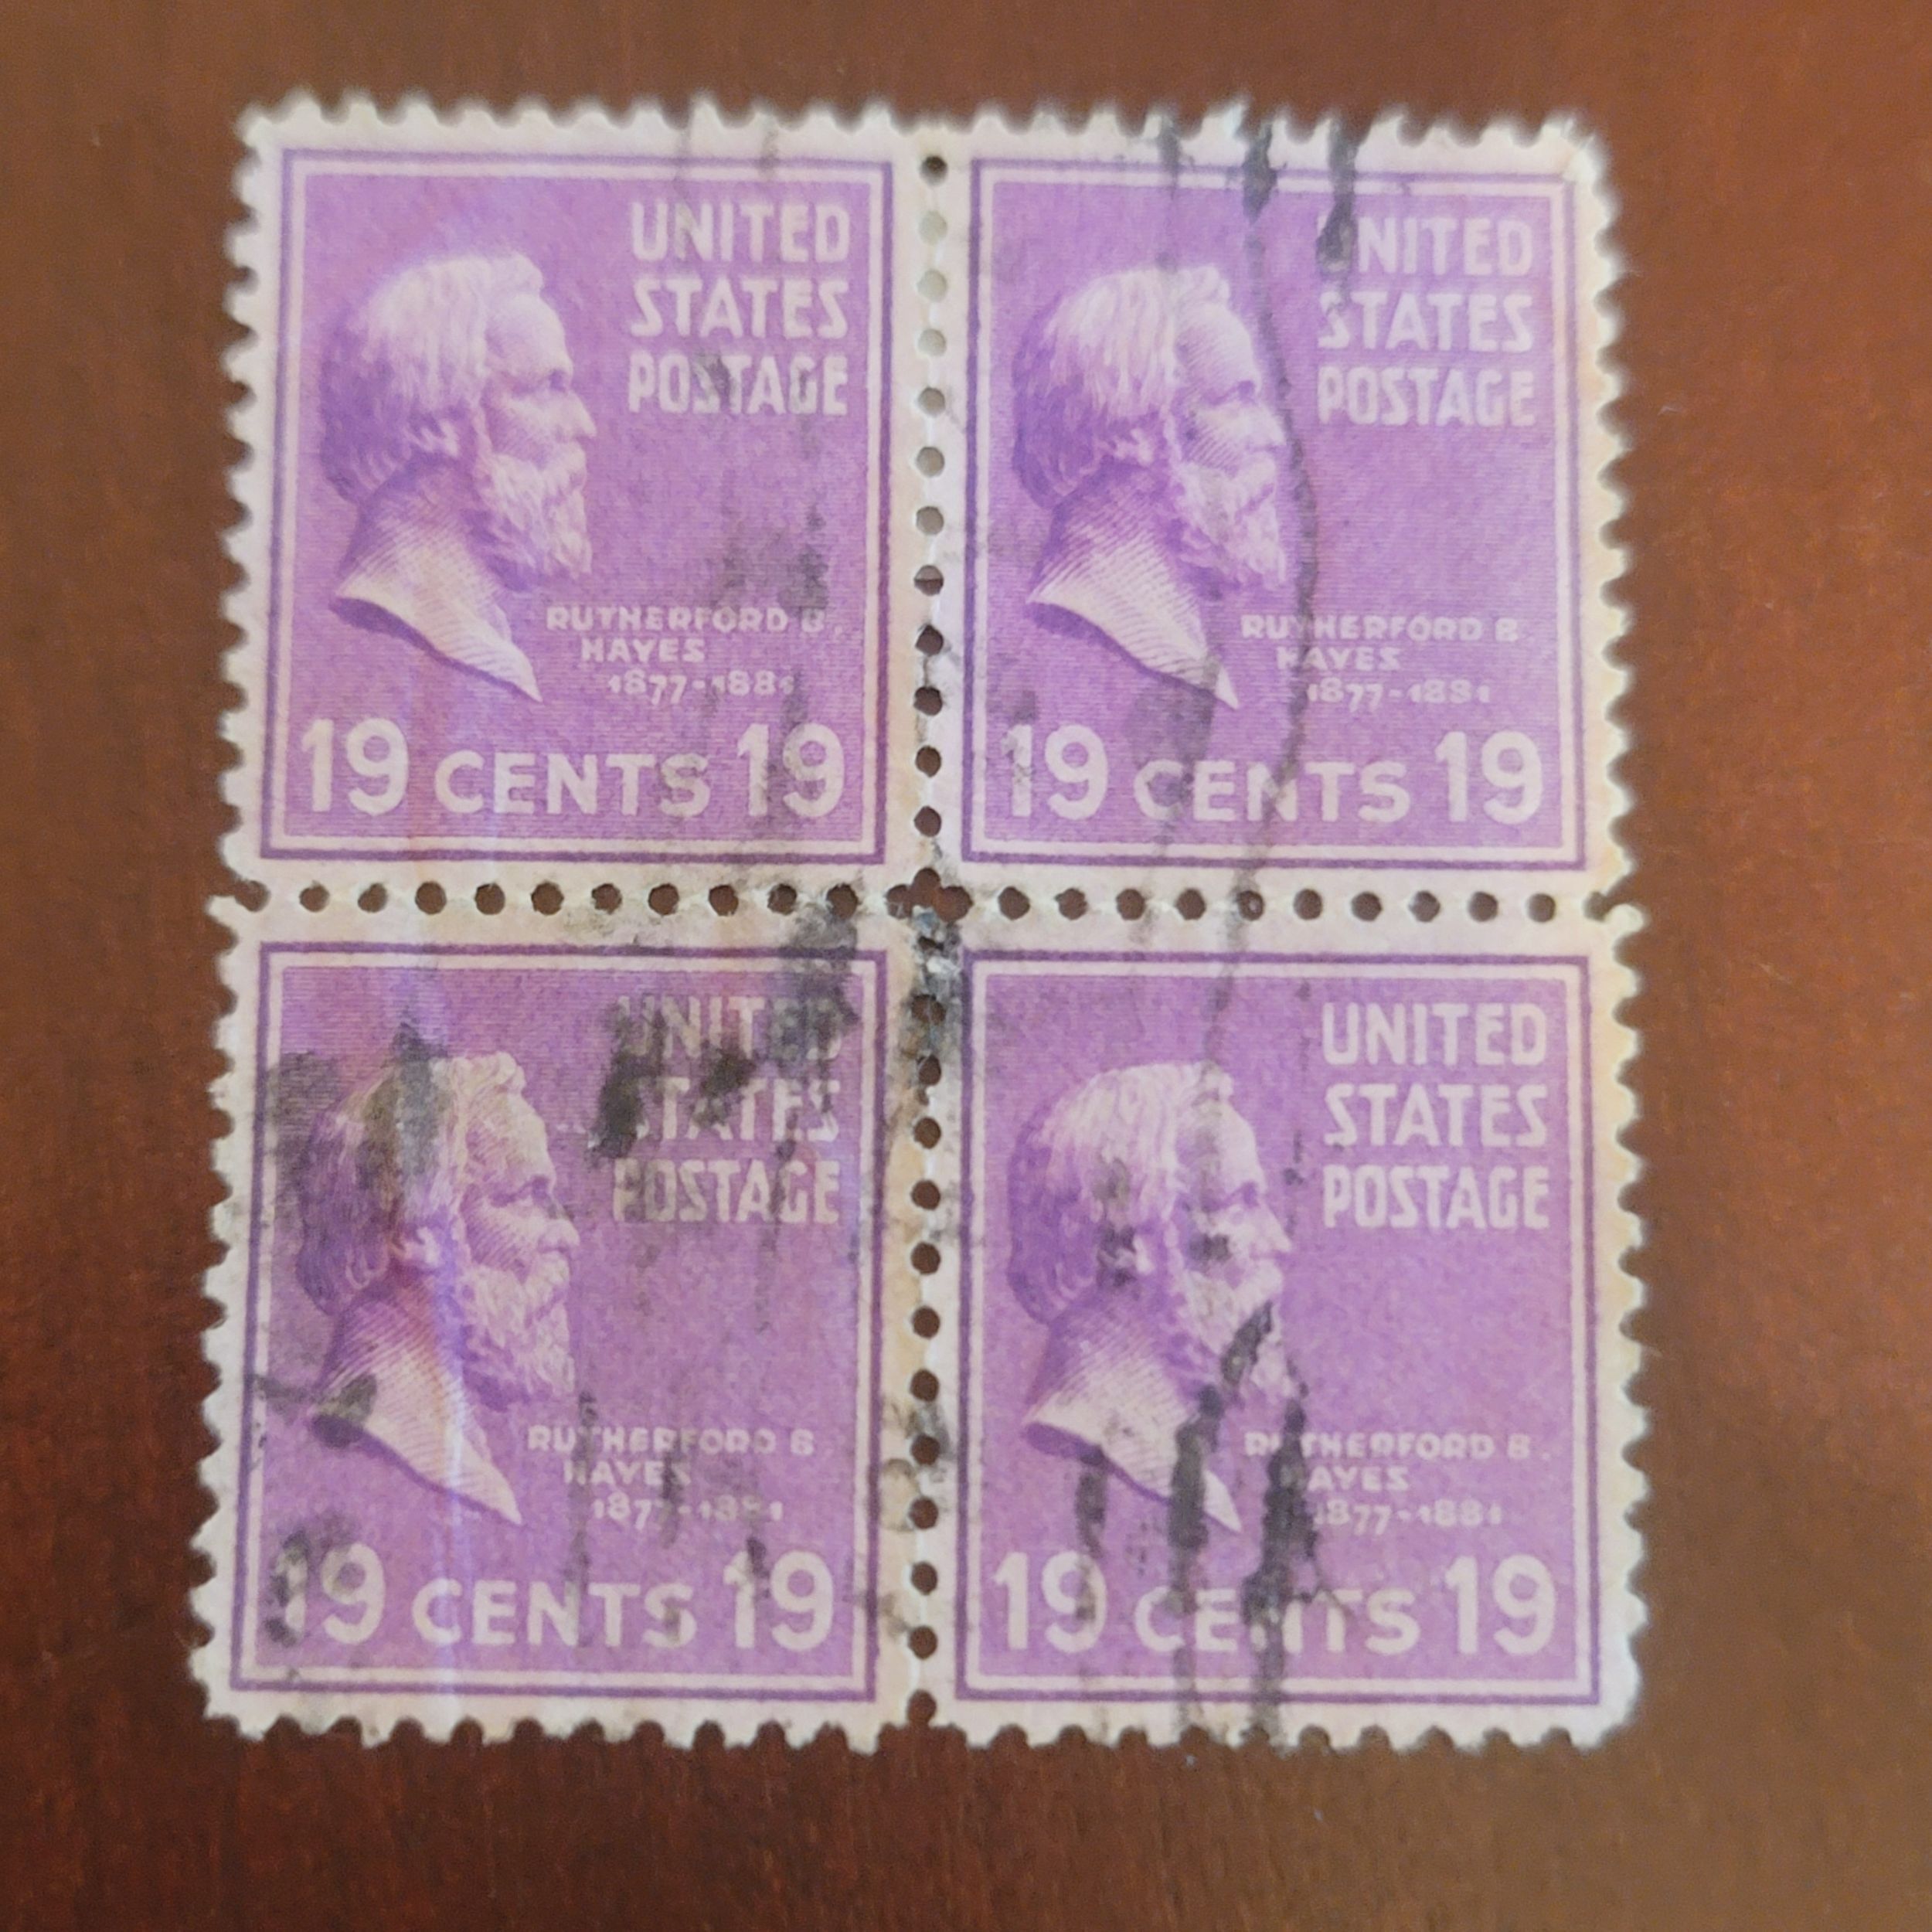 UNITED
STATES
POSTAGE
RUTHERFORD B.
HAYES
1877-1881
19 CENTS 19
UNITED
STATES
POSTAGE
RUTHERFORD B.
HAYES
1877-1881
19 CENTS 19
UNITED
STATES
POSTAGE
RUTHERFORD B.
HAYES
1877-1881
19 CENTS 19
UNITED
STATES
POSTAGE
RUTHERFORD B.
HAYES
1877-1881
19 CENTS 19